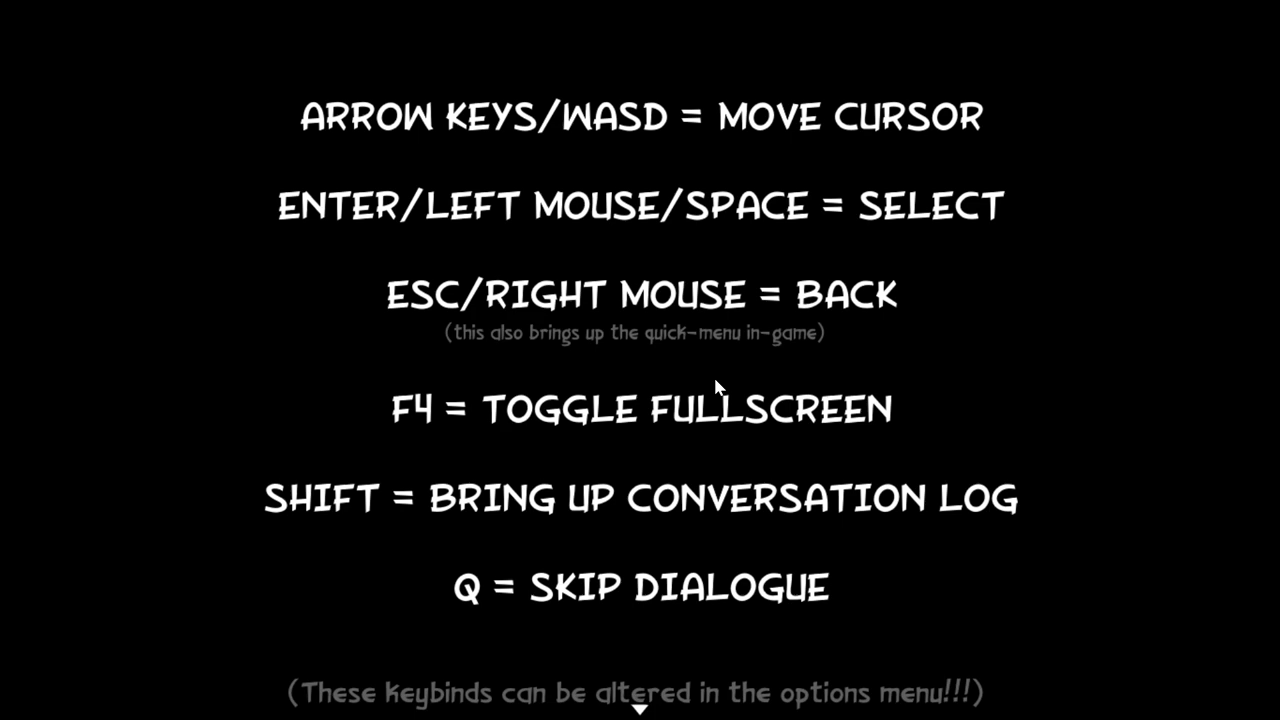 ARROW KEYS/WASD = MOVE CURSOR
ENTER/LEFT MOUSE/SPACE = SELECT
ESC/RIGHT MOUSE = BACK
(this also brings up the quick-menu in-game)
F4 = TOGGLE FULLSCREEN
SHIFT = BRING UP CONVERSATION LOG
Q = SKIP DIALOGUE
(These keybinds can be altered in the options menu!!!)